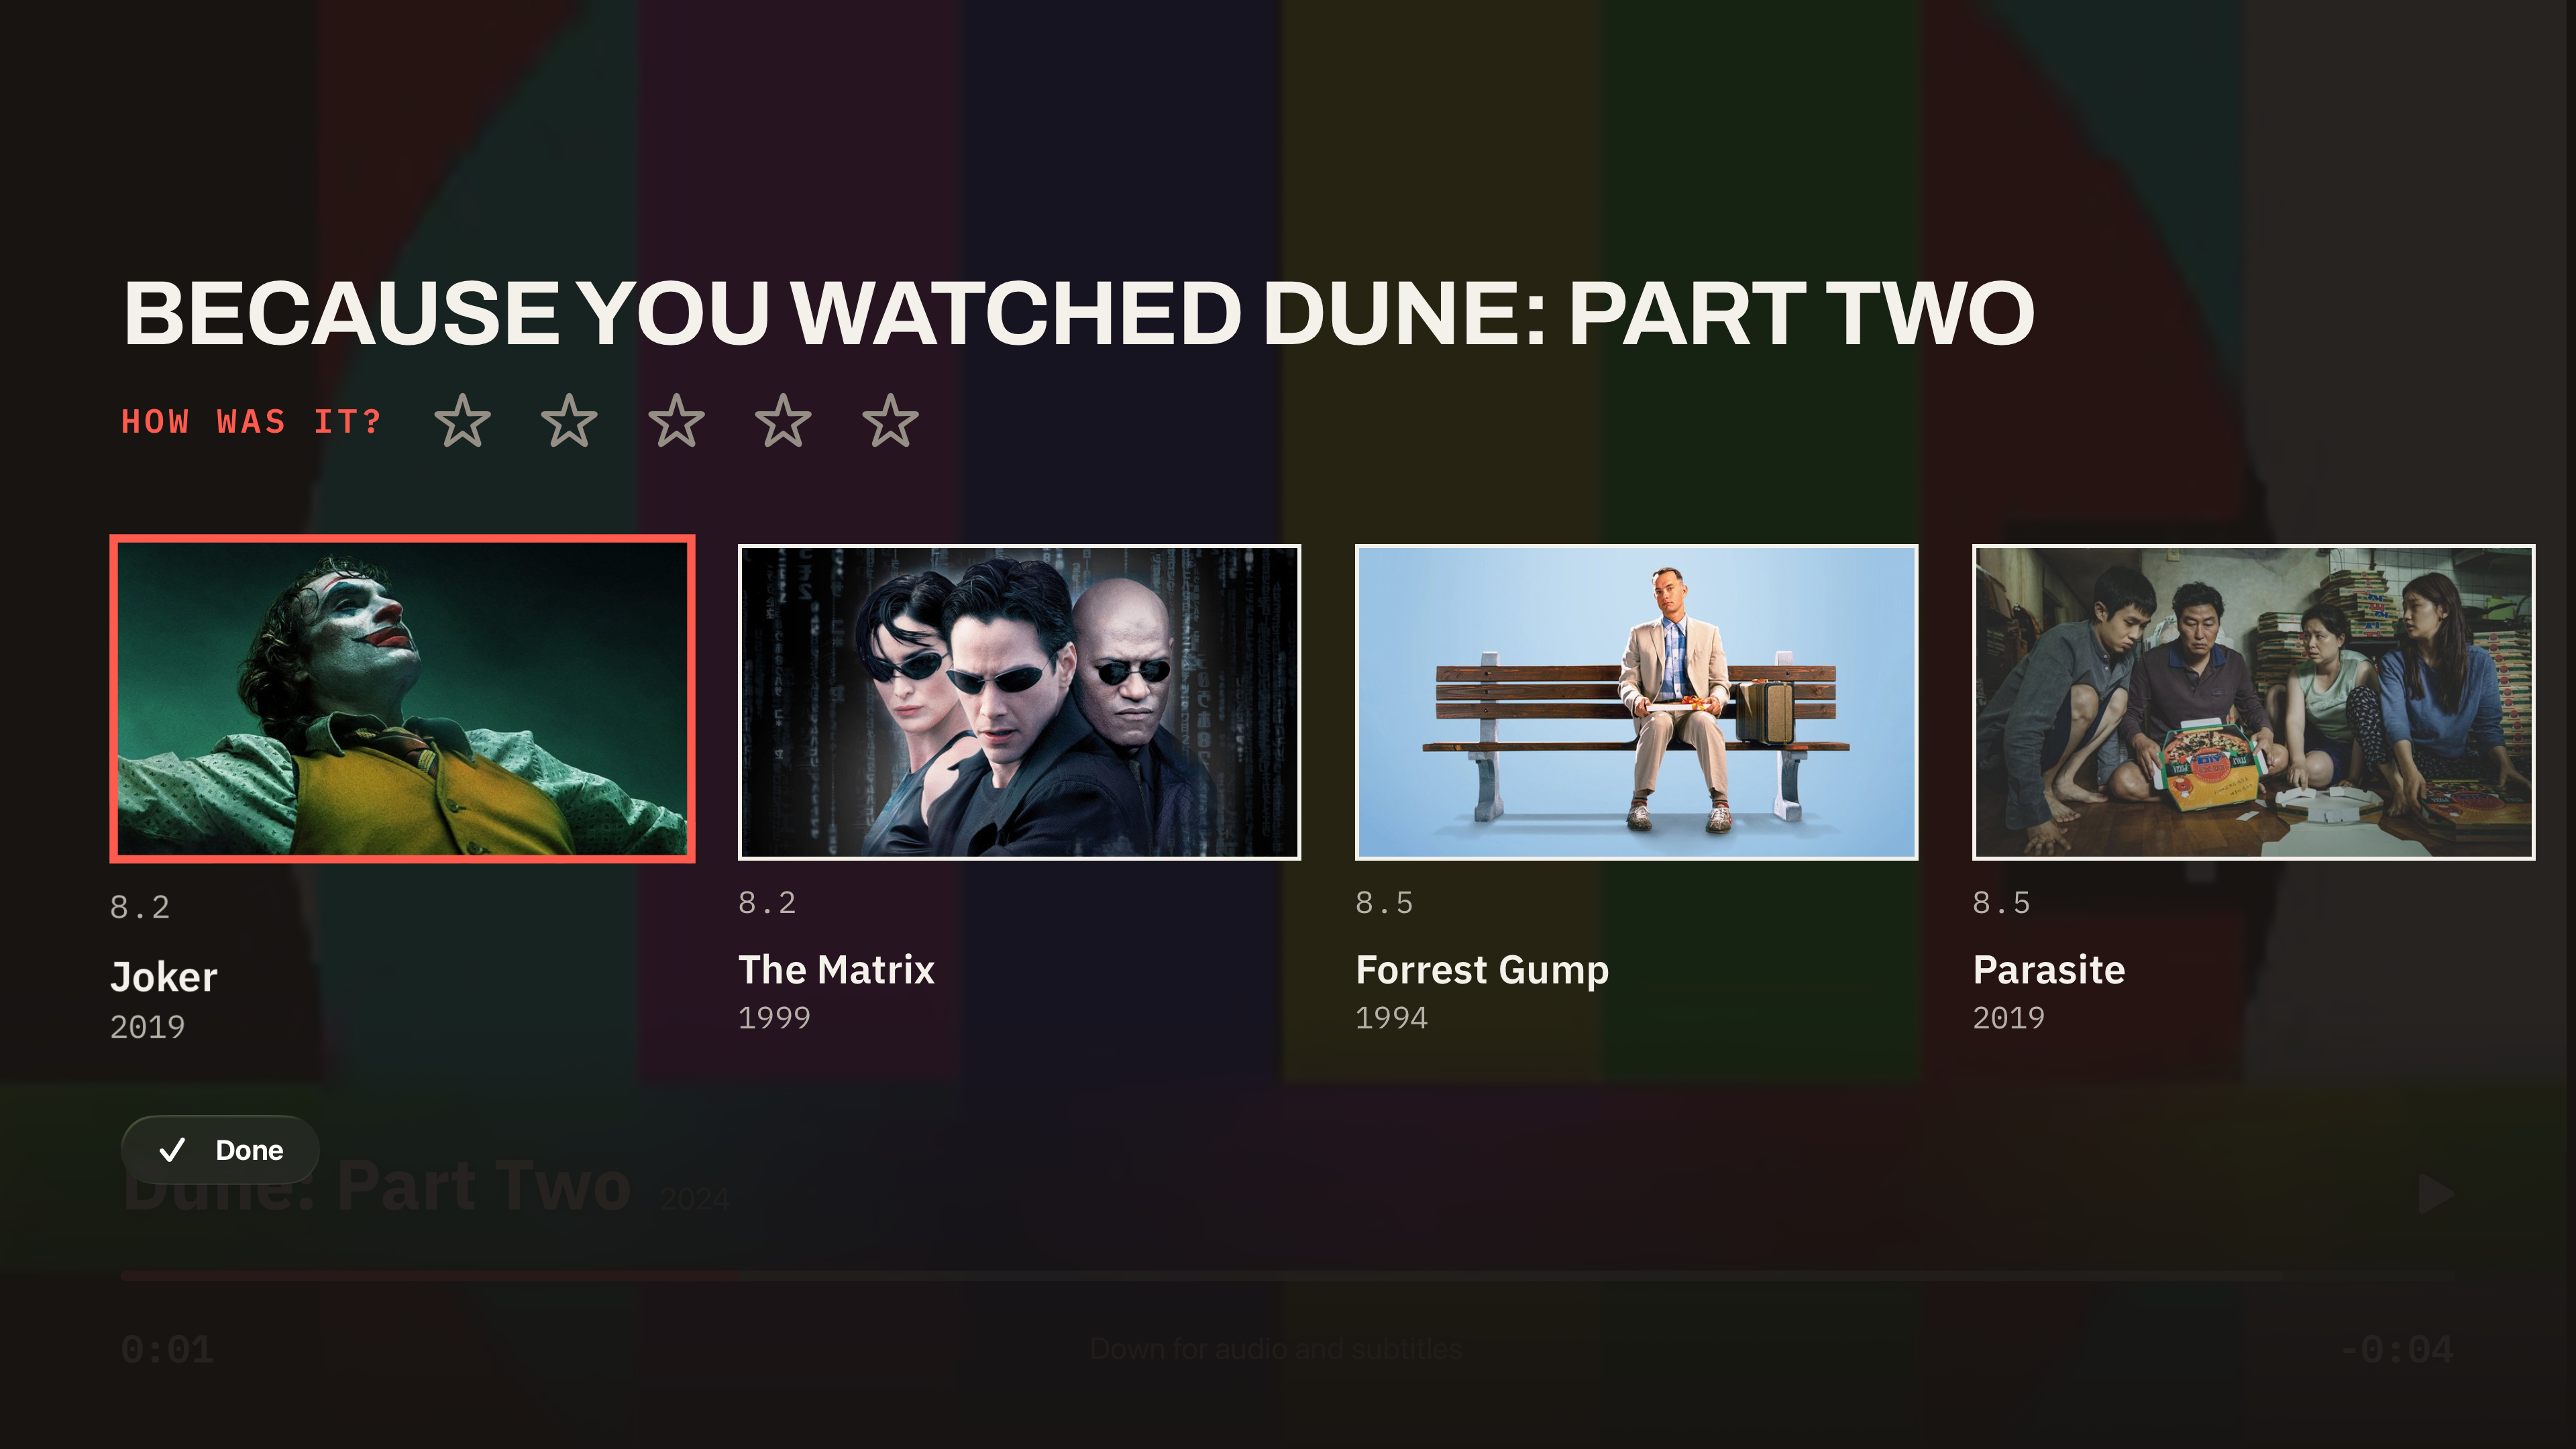 BECAUSE YOU WATCHED DUNE: PART TWO
HOW WAS IT?
8.2
Joker
2019
8.2
The Matrix
1999
8.5
Forrest Gump
1994
8.5
Parasite
2019
Done
Dune: Part Two 2024
0:01
Down for audio and subtitles
-0:04